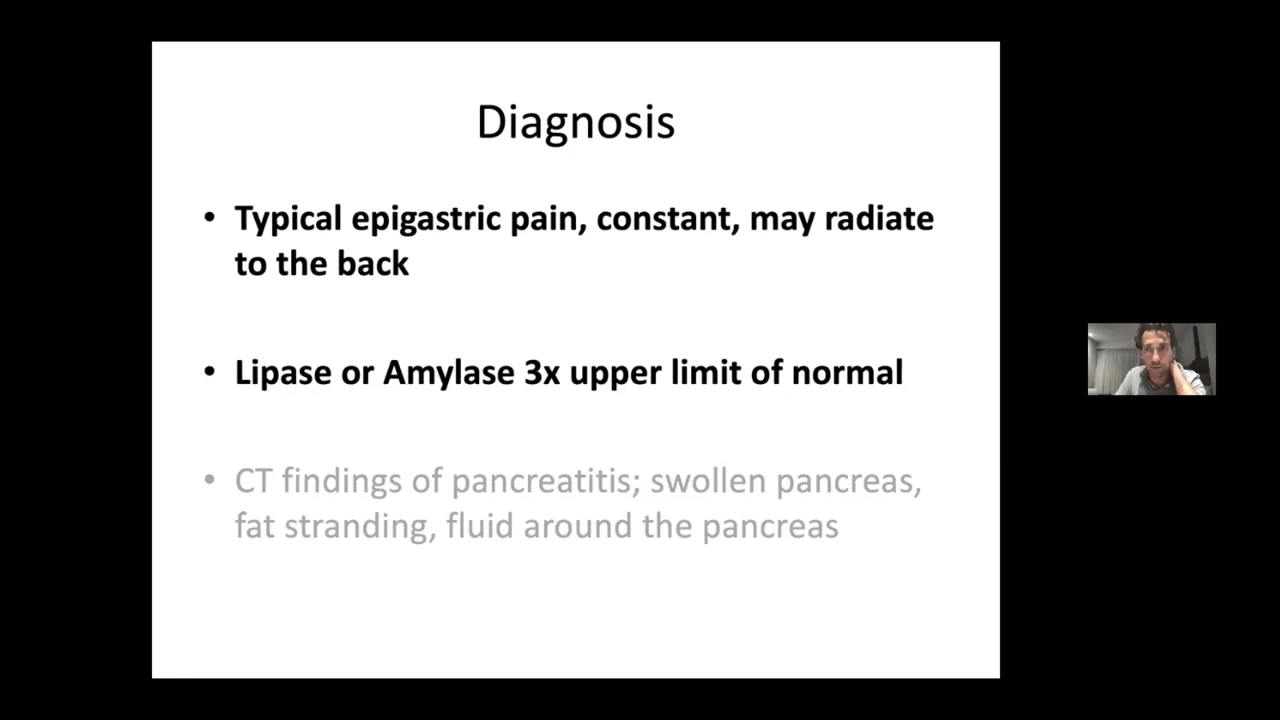 Diagnosis
• Typical epigastric pain, constant, may radiate
to the back
• Lipase or Amylase 3x upper limit of normal
• CT findings of pancreatitis; swollen pancreas,
fat stranding, fluid around the pancreas